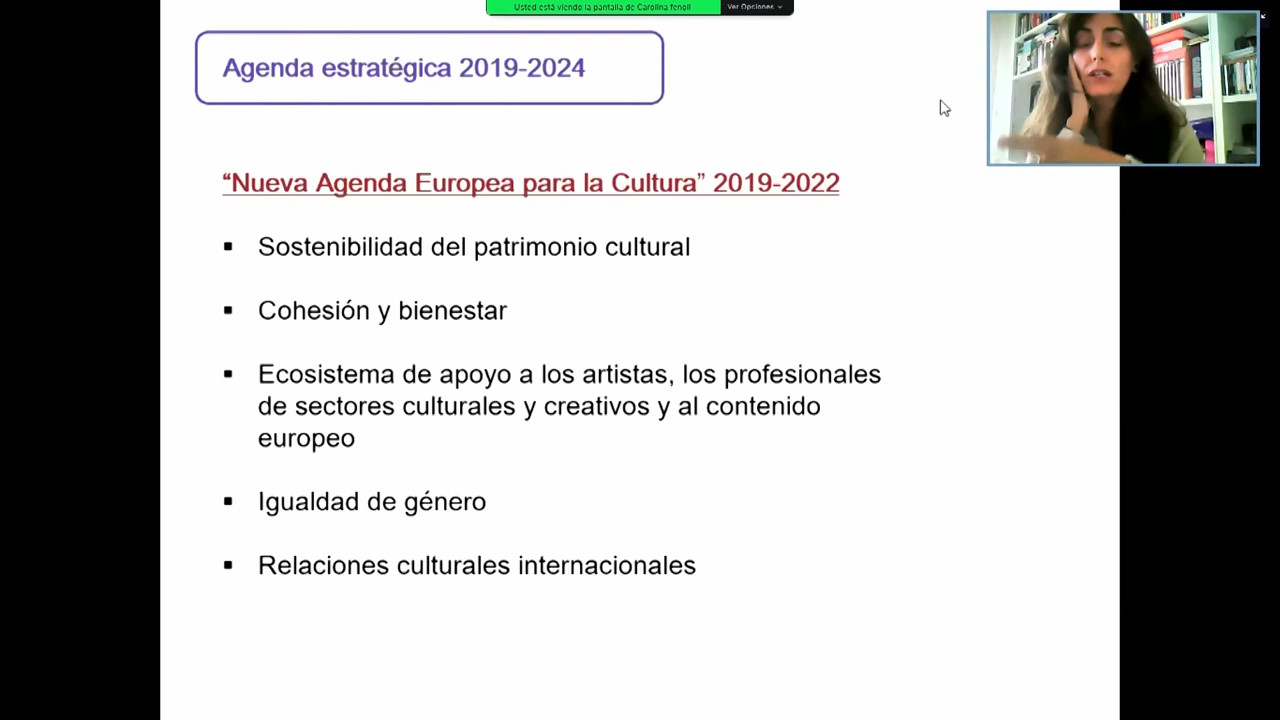 Usted está viendo la pantalla de Carolina fenoll
Ver Opciones
Agenda estratégica 2019-2024
“Nueva Agenda Europea para la Cultura” 2019-2022
▪ Sostenibilidad del patrimonio cultural
▪ Cohesión y bienestar
▪ Ecosistema de apoyo a los artistas, los profesionales
de sectores culturales y creativos y al contenido
europeo
▪ Igualdad de género
▪ Relaciones culturales internacionales